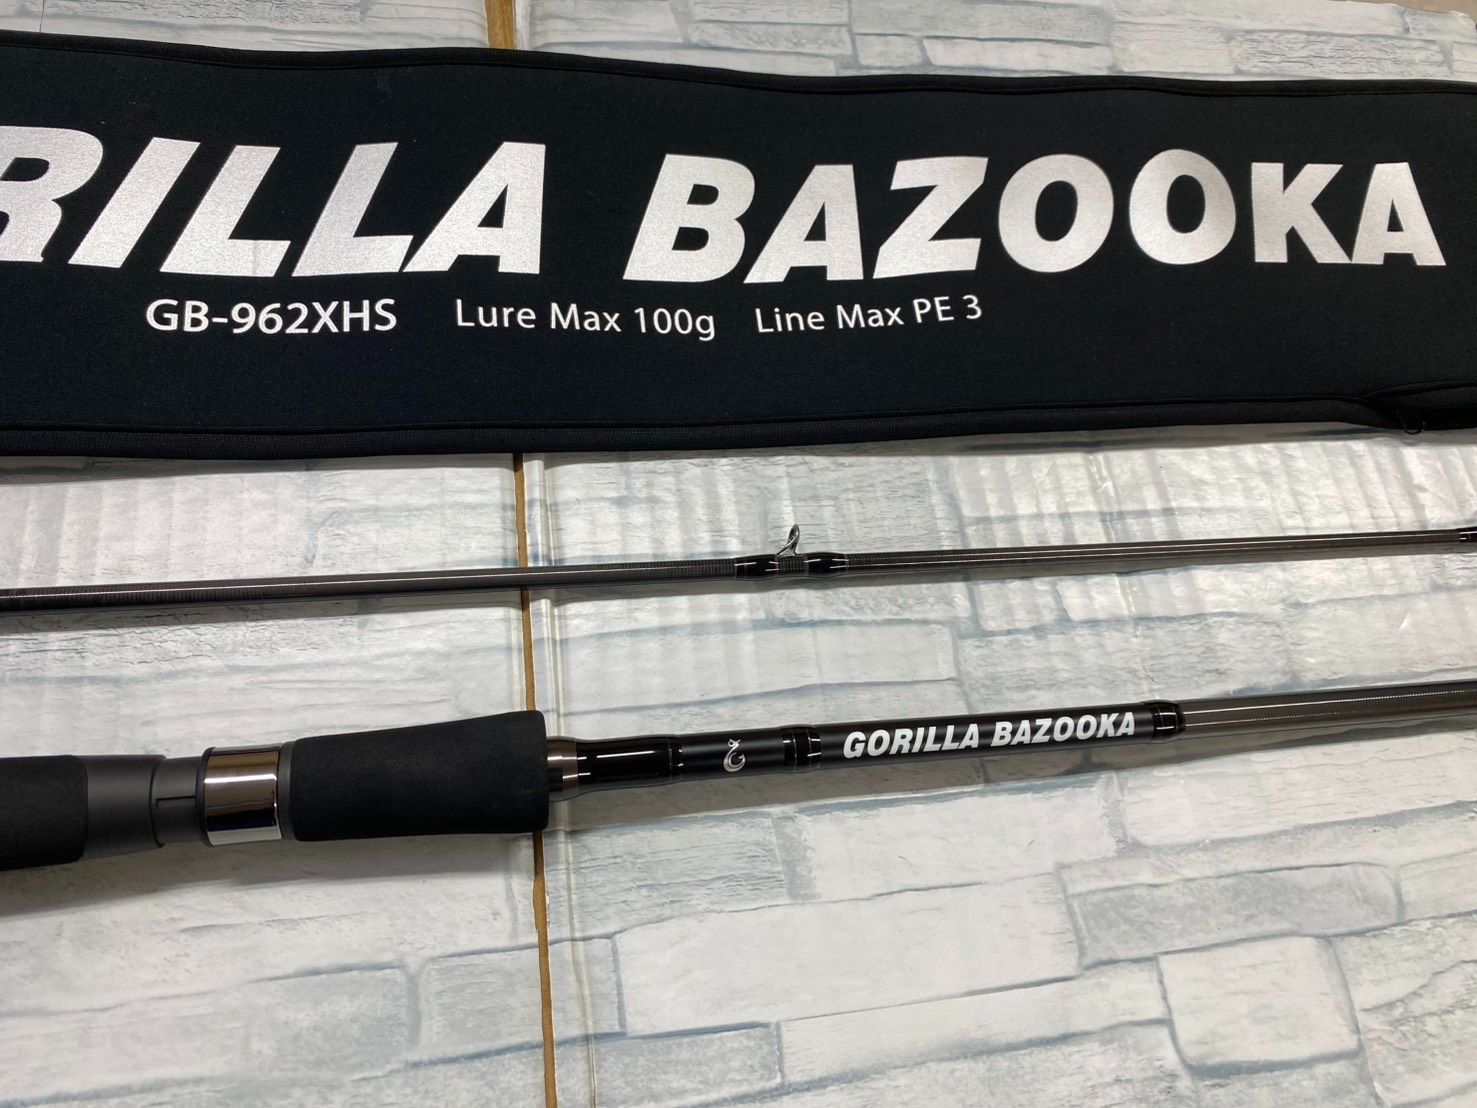 RILLA BAZOOKA
GB-962XHS Lure Max 100g Line Max PE 3
GORILLA BAZOOKA